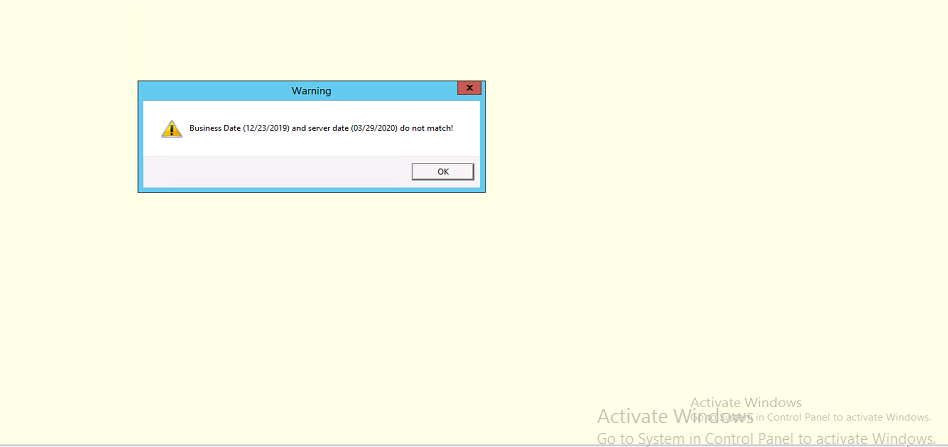 Warning
Business Date (12/23/2019) and server date (03/29/2020) do not match!
OK
Activate Windows
Go to System in Control Panel to activate Windows.
Activate Windows
Go to System in Control Panel to activate Windows.